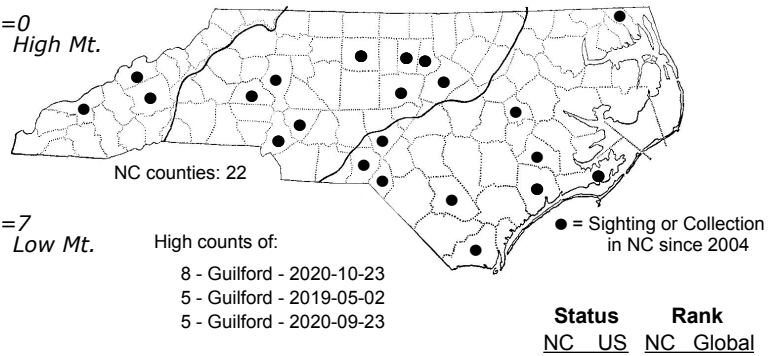 =0
High Mt.
NC counties: 22
=7
Low Mt.
High counts of:
8 - Guilford - 2020-10-23
5 - Guilford - 2019-05-02
5 - Guilford - 2020-09-23
● = Sighting or Collection
in NC since 2004
Status Rank
NC US NC Global